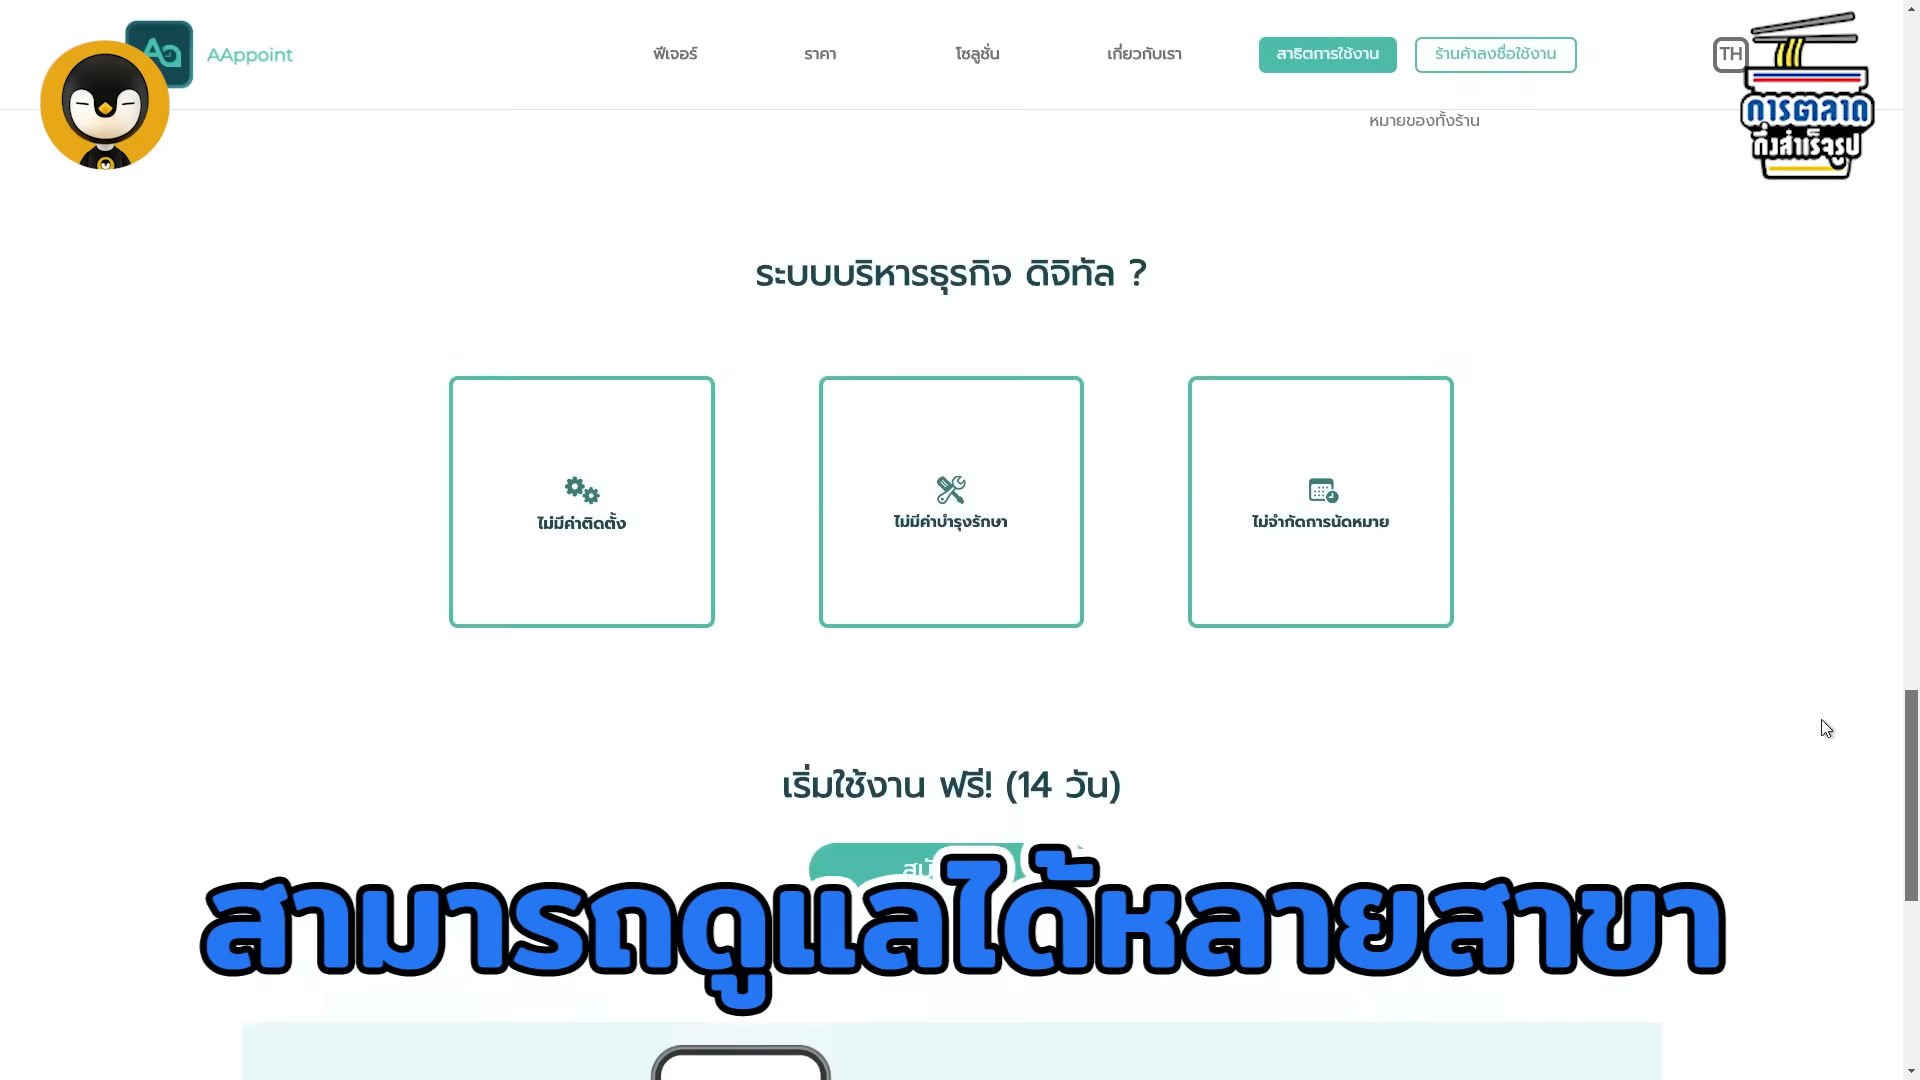 AAppoint
ฟีเจอร์
ราคา
โซลูชั่น
เกี่ยวกับเรา
สาธิตการใช้งาน
ร้านค้าลงชื่อใช้งาน
TH
การตลาด
กึ่งสำเร็จรูป
หมายของทั้งร้าน
ระบบบริหารธุรกิจ ดิจิทัล ?
ไม่มีค่าติดตั้ง
ไม่มีค่าบำรุงรักษา
ไม่จำกัดการนัดหมาย
เริ่มใช้งาน ฟรี! (14 วัน)
สามารถดูแลได้หลายสาขา